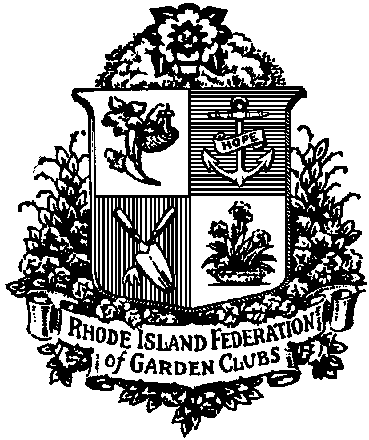 HOPE
RHODE ISLAND FEDERATION
of GARDEN CLUBS